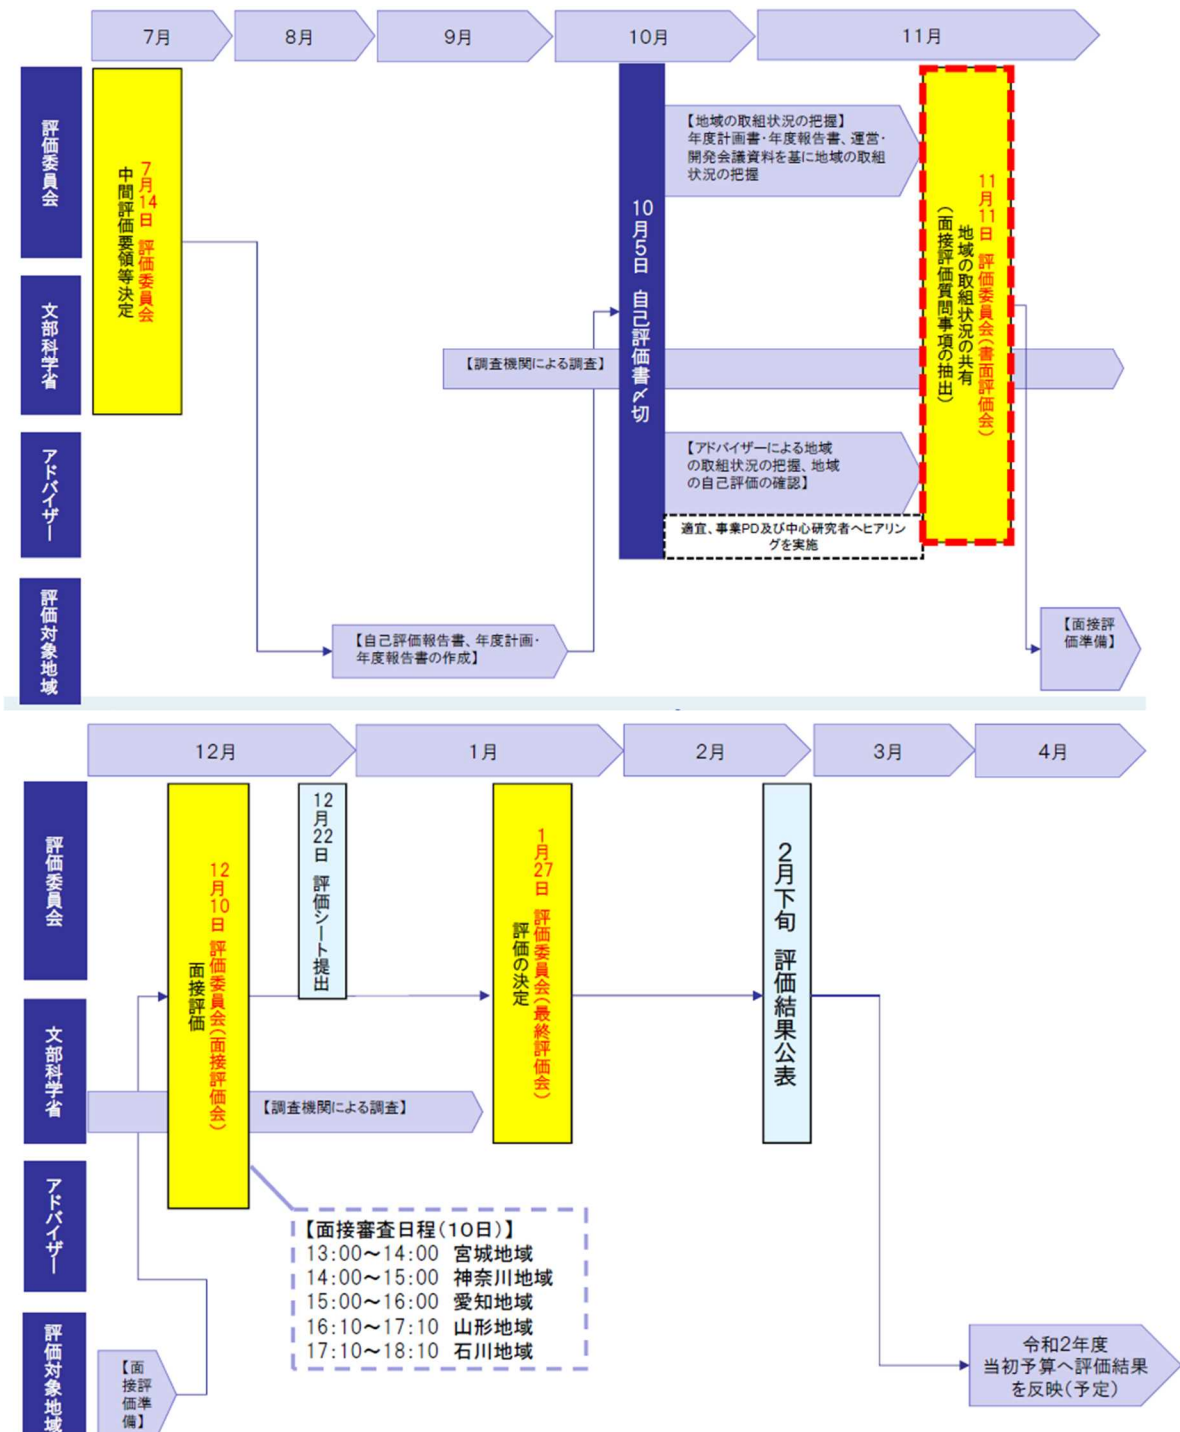 7月
8月
9月
10月
11月
評価委員会
文部科学省
アドバイザー
評価対象地域
7月14日 評価委員会
中間評価要領等決定
【自己評価報告書、年度計画・
年度報告書の作成】
【調査機関による調査】
10月5日 自己評価書〆切
【地域の取組状況の把握】
年度計画書・年度報告書、運営・
開発会議資料を基に地域の取組
状況の把握
【アドバイザーによる地域
の取組状況の把握、地域
の自己評価の確認】
適宜、事業PD及び中心研究者へヒアリン
グを実施
11月11日 評価委員会(書面評価会)
地域の取組状況の共有
(面接評価質問事項の抽出)
【面接評
価準備】
12月
1月
2月
3月
4月
評価委員会
文部科学省
アドバイザー
評価対象地域
【面
接評
価準
備】
12月10日 評価委員会(面接評価会)
面接評価
12月22日 評価シート提出
【調査機関による調査】
【面接審査日程(10日)】
13:00～14:00 宮城地域
14:00～15:00 神奈川地域
15:00～16:00 愛知地域
16:10～17:10 山形地域
17:10～18:10 石川地域
1月27日 評価委員会(最終評価会)
評価の決定
2月下旬 評価結果公表
令和2年度
当初予算へ評価結果
を反映(予定)